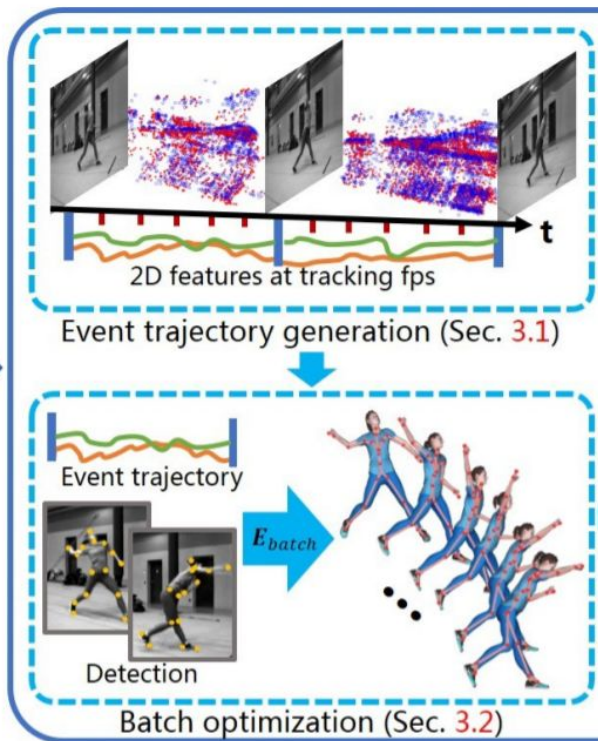 t
2D features at tracking fps
Event trajectory generation (Sec. 3.1)
Event trajectory
E_batch
Detection
Batch optimization (Sec. 3.2)